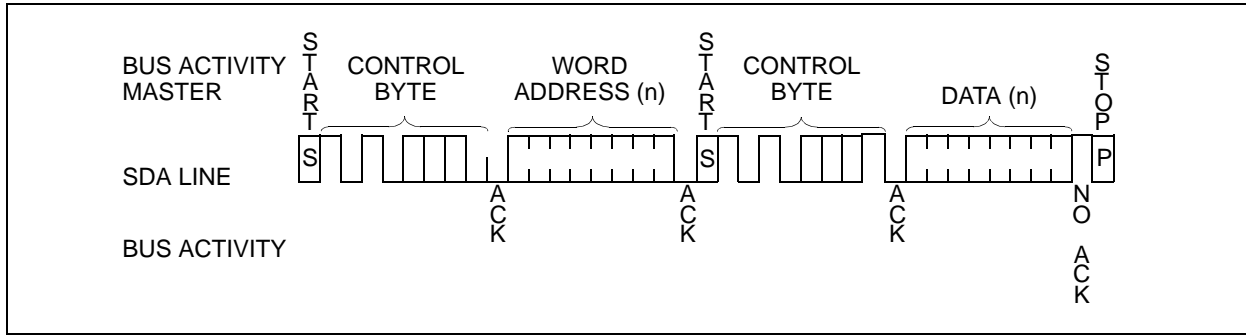 BUS ACTIVITY
MASTER
START
CONTROL
BYTE
WORD
ADDRESS (n)
START
CONTROL
BYTE
DATA (n)
STOP
SDA LINE
S
S
P
ACK
ACK
ACK
NO ACK
BUS ACTIVITY